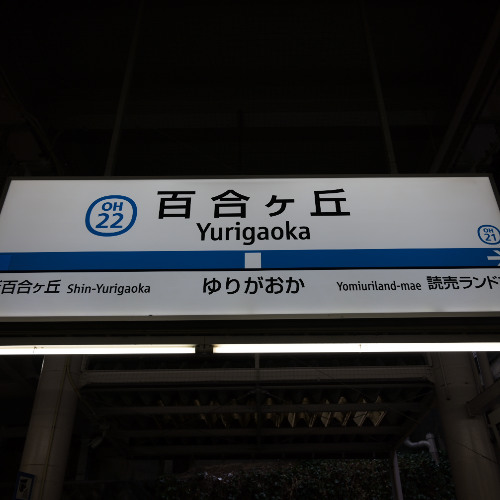 OH
22
百合ヶ丘
Yurigaoka
OH
21
百合ヶ丘 Shin-Yurigaoka
ゆりがおか
Yomiuriland-mae 読売ランド